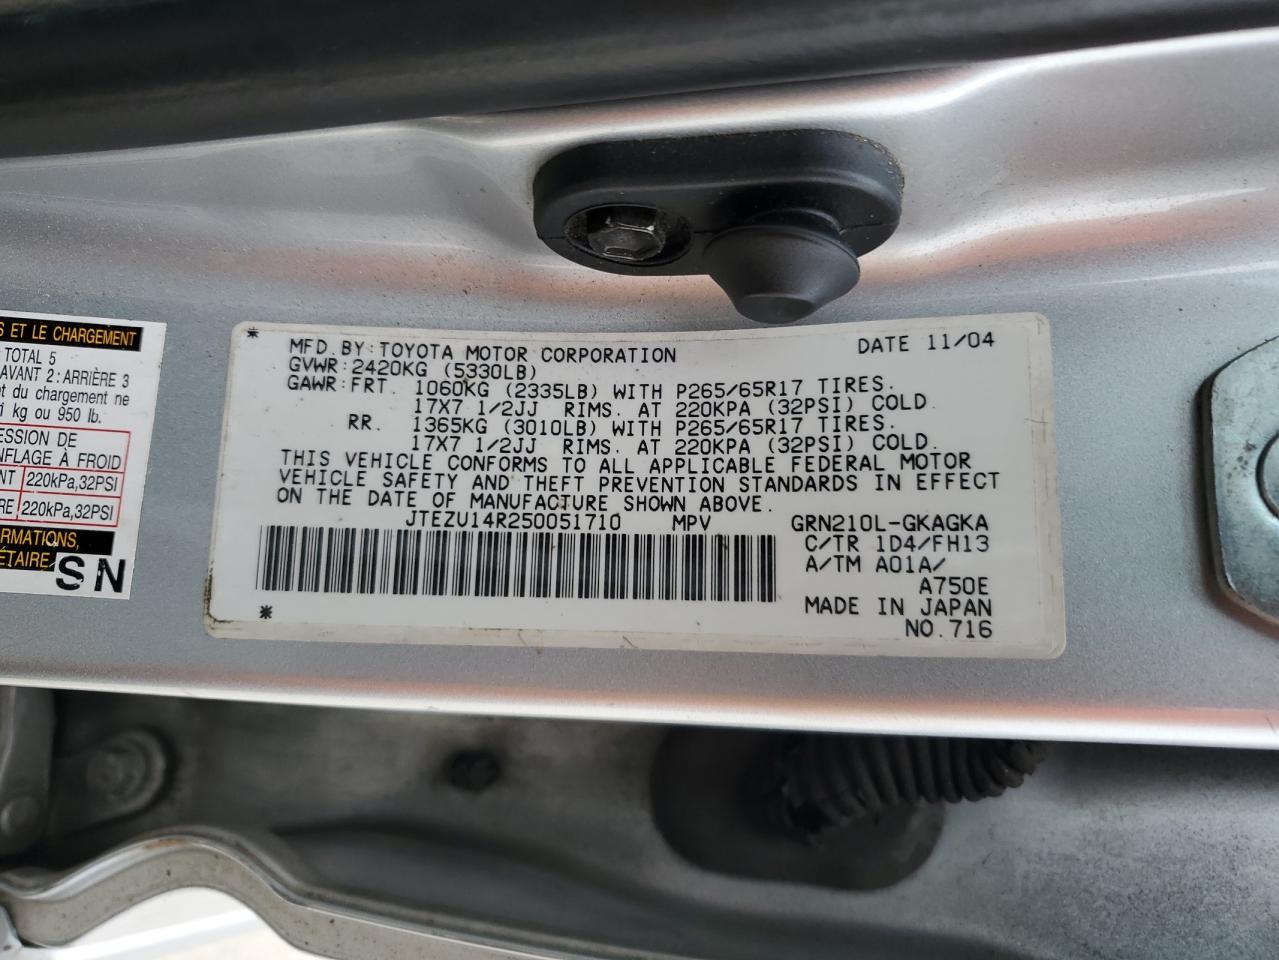 S ET LE CHARGEMENT
TOTAL 5
AVANT 2 : ARRIÈRE 3
et du chargement ne
kg ou 950 lb.
ESSION DE
NFLAGE À FROID
NT 220kPa,32PSI
RE 220kPa,32PSI
ORMATIONS,
ÉTAIRE
SN
*
MFD. BY: TOYOTA MOTOR CORPORATION DATE 11/04
GVWR: 2420KG (5330LB)
GAWR: FRT. 1060KG (2335LB) WITH P265/65R17 TIRES.
17X7 1/2JJ RIMS. AT 220KPA (32PSI) COLD.
RR. 1365KG (3010LB) WITH P265/65R17 TIRES.
17X7 1/2JJ RIMS. AT 220KPA (32PSI) COLD.
THIS VEHICLE CONFORMS TO ALL APPLICABLE FEDERAL MOTOR
VEHICLE SAFETY AND THEFT PREVENTION STANDARDS IN EFFECT
ON THE DATE OF MANUFACTURE SHOWN ABOVE.
JTEZU14R250051710 MPV GRN210L-GKAGKA
C/TR 1D4/FH13
A/TM A01A/
A750E
MADE IN JAPAN
* NO.716